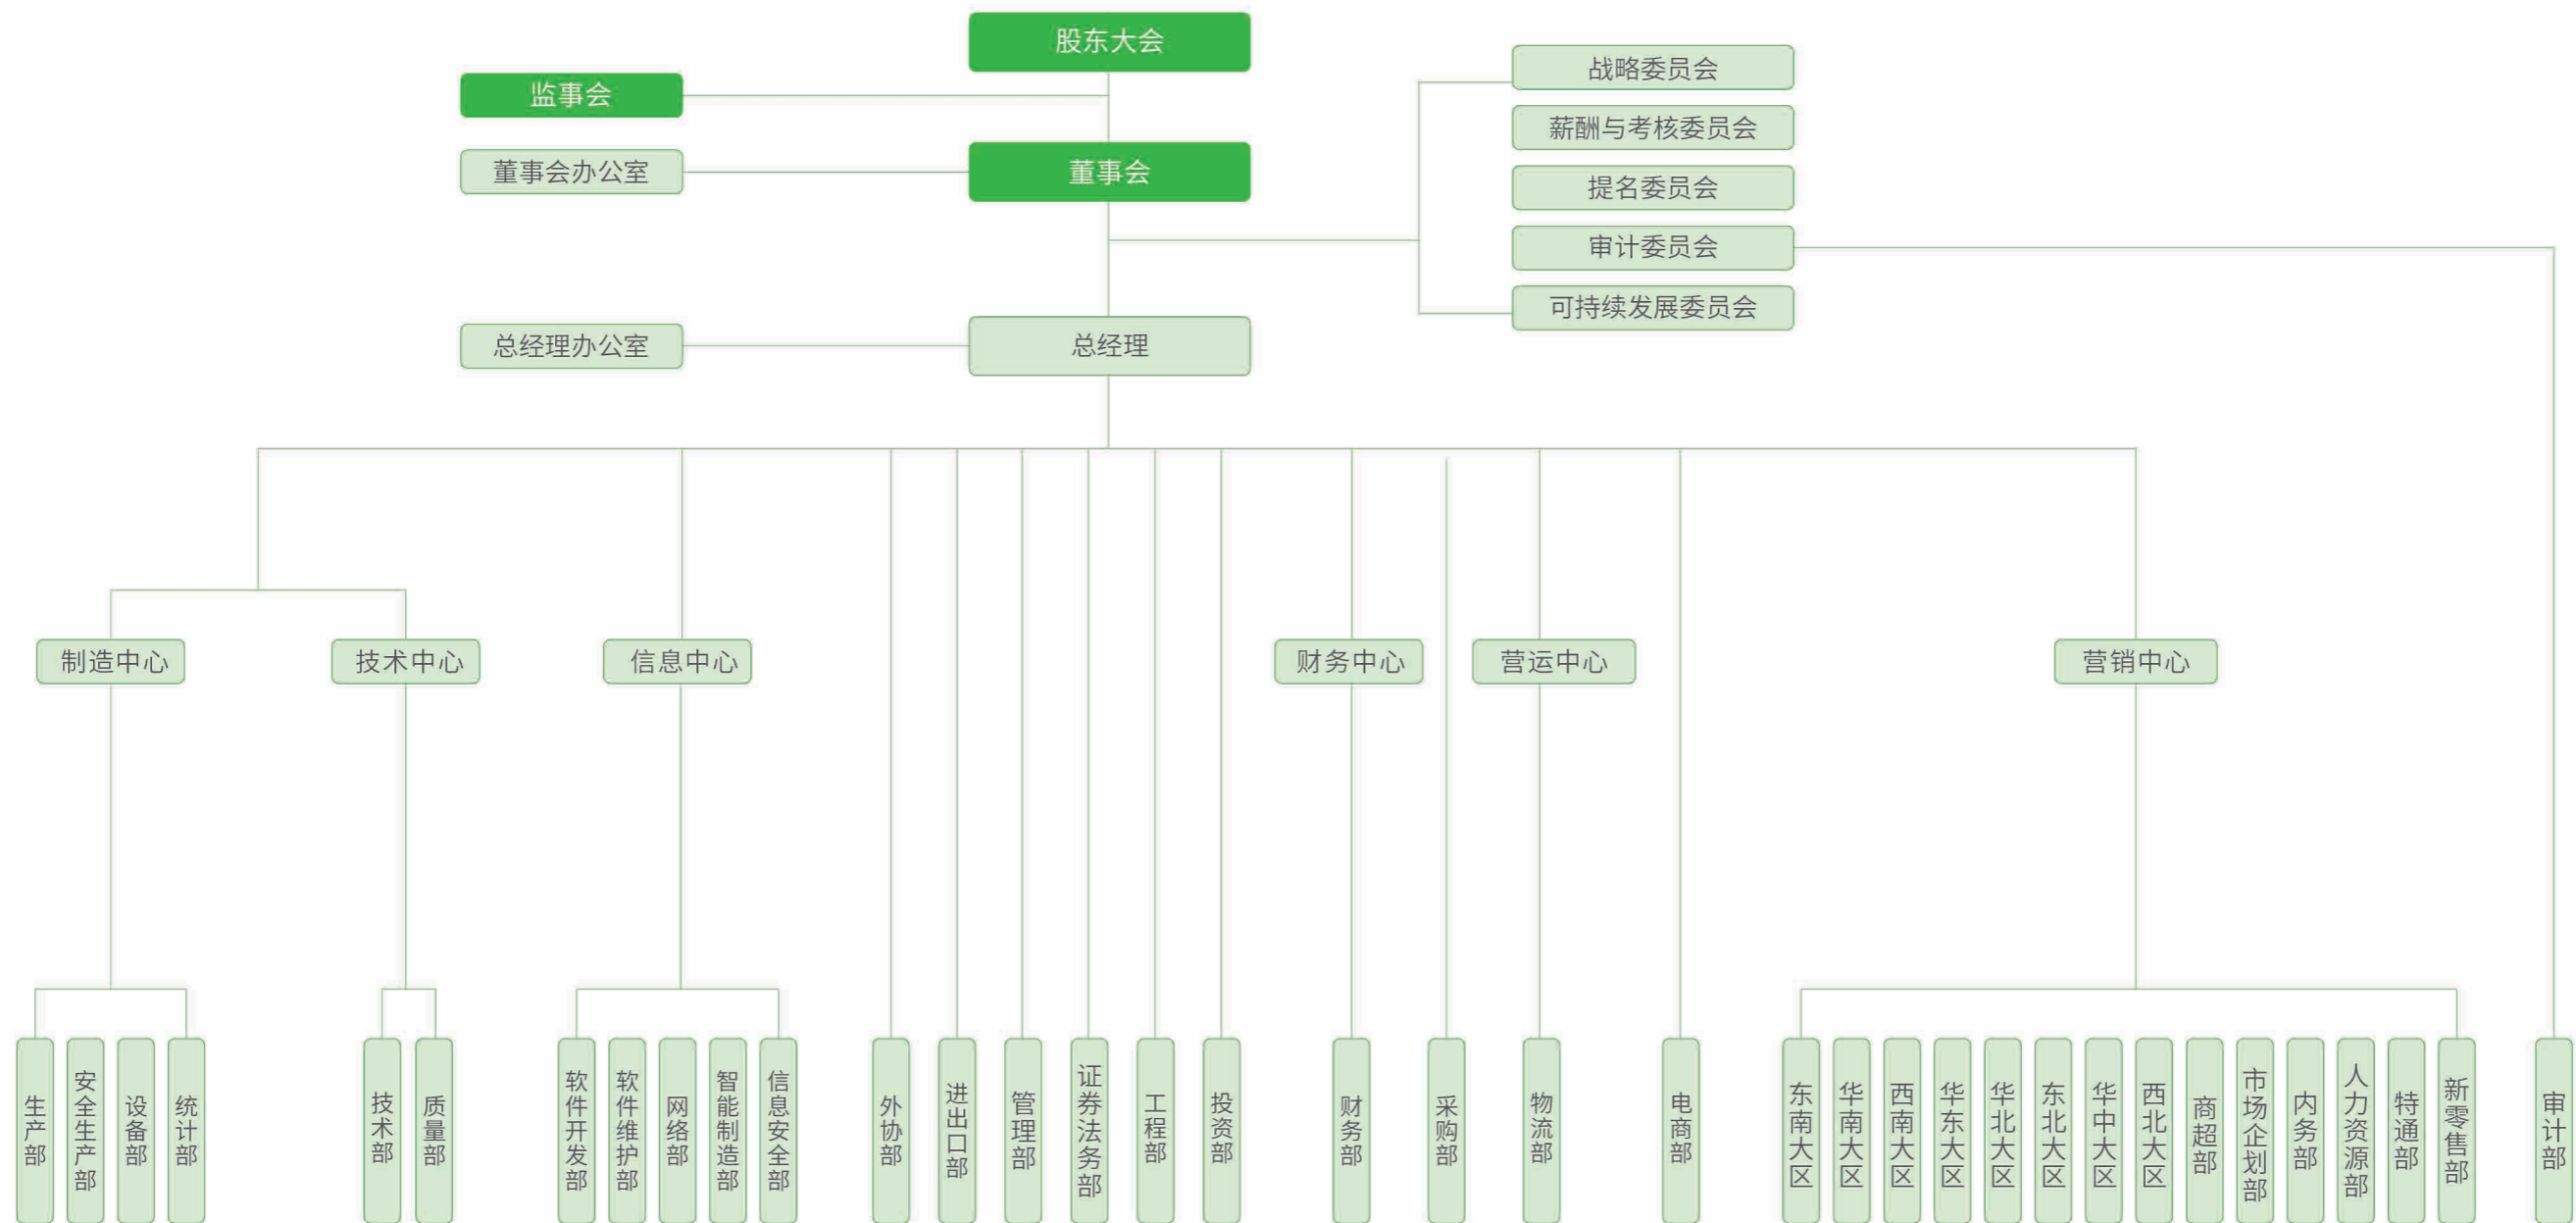 股东大会
监事会
董事会办公室
董事会
战略委员会
薪酬与考核委员会
提名委员会
审计委员会
可持续发展委员会
总经理办公室
总经理
制造中心
技术中心
信息中心
财务中心
营运中心
营销中心
生产部
安全生产部
设备部
统计部
技术部
质量部
软件开发部
软件维护部
网络部
智能制造部
信息安全部
外协部
进出口部
管理部
证券法务部
工程部
投资部
财务部
采购部
物流部
电商部
东南大区
华南大区
西南大区
华东大区
华北大区
东北大区
华中大区
西北大区
商超部
市场企划部
内务部
人力资源部
特通部
新零售部
审计部